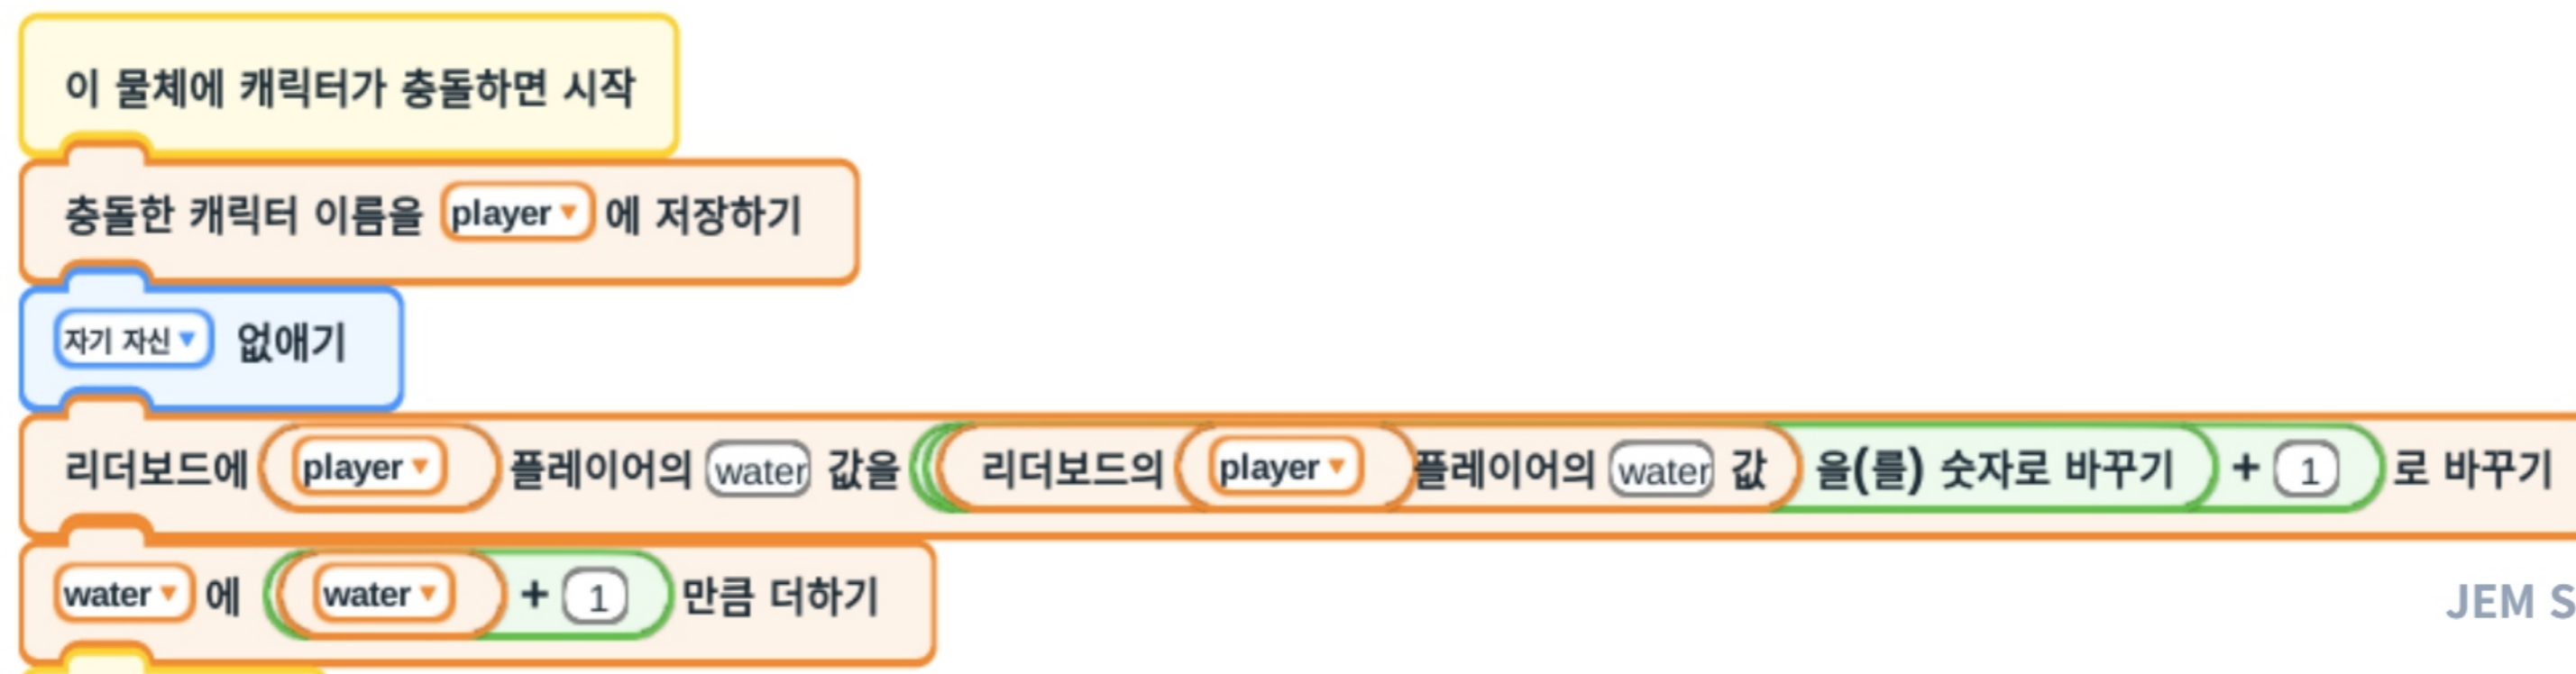 이 물체에 캐릭터가 충돌하면 시작
충돌한 캐릭터 이름을 player 에 저장하기
자기 자신 없애기
리더보드에 player 플레이어의 water 값을 리더보드의 player 플레이어의 water 값 을(를) 숫자로 바꾸기 + 1 로 바꾸기
water 에 water + 1 만큼 더하기
JEM S